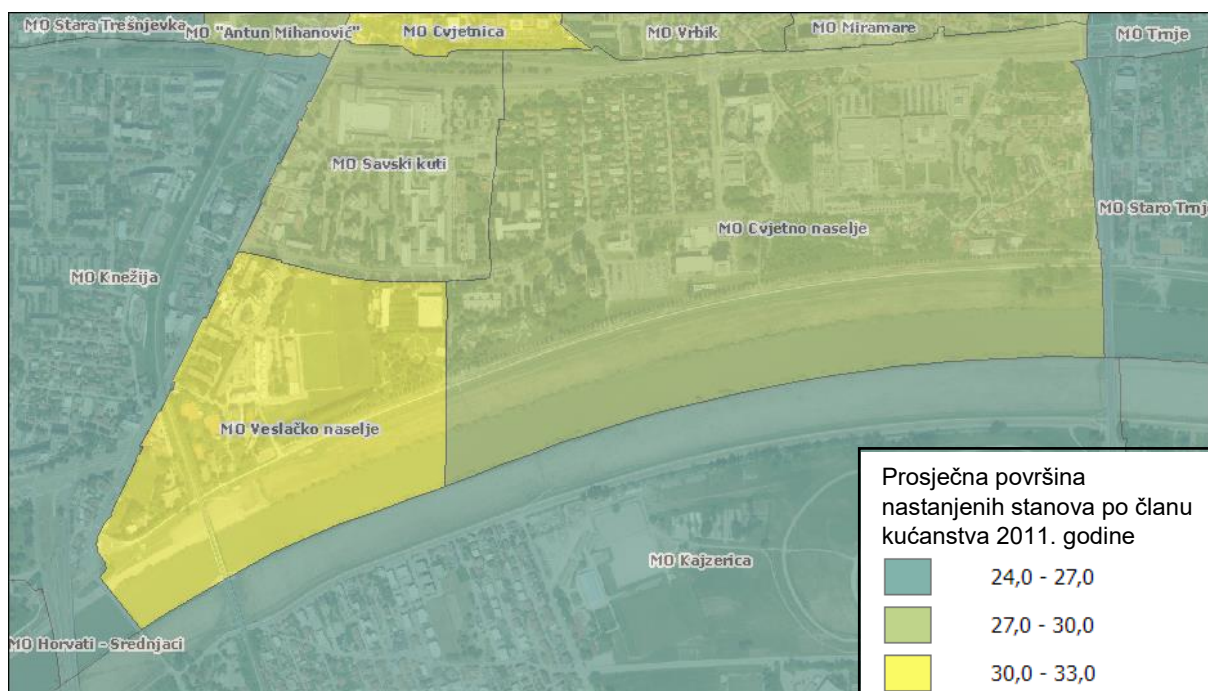 MO Stara Trešnjevka
MO "Antun Mihanović"
MO Cvjetnica
MO Vrbik
MO Miramare
MO Trnje
MO Savski kuti
MO Staro Trnj
MO Cvjetno naselje
MO Knežija
MO Veslačko naselje
MO Kajzerica
MO Horvati - Srednjaci
Prosječna površina
nastanjenih stanova po članu
kućanstva 2011. godine
24,0 - 27,0
27,0 - 30,0
30,0 - 33,0